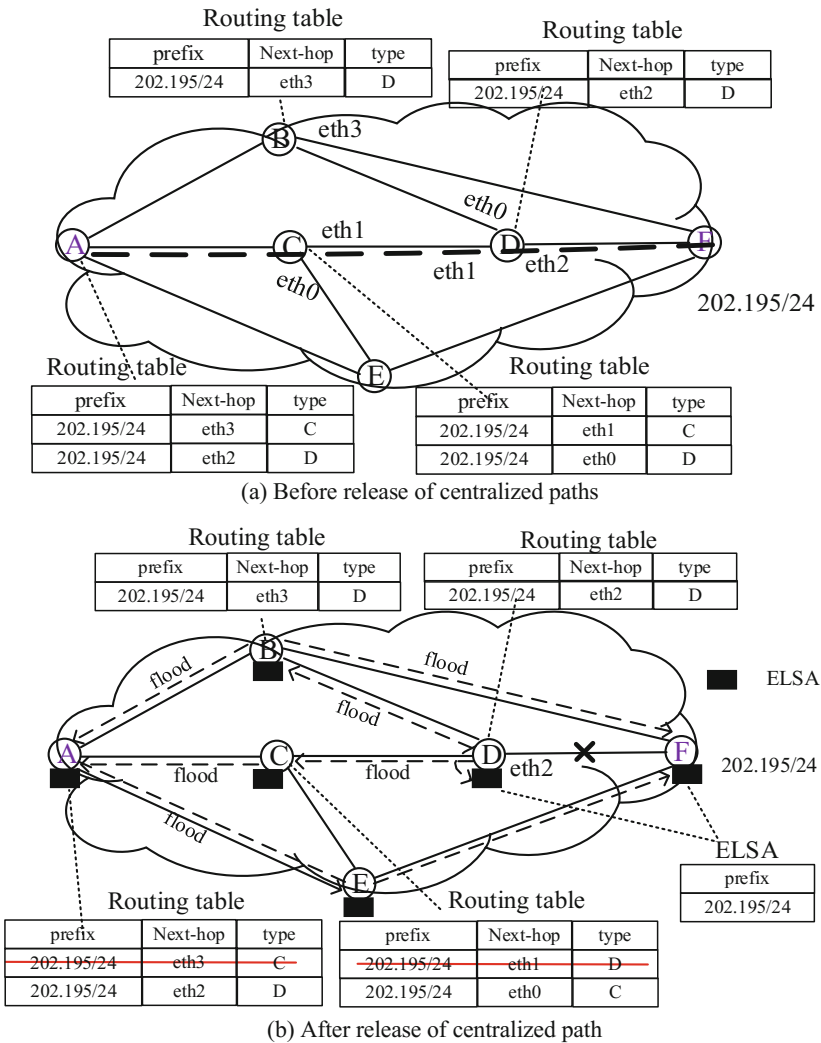 Routing table
prefix Next-hop type
202.195/24 eth3 D
Routing table
prefix Next-hop type
202.195/24 eth2 D
B
eth3
eth0
A
C
eth1
D
F
eth0
eth1
eth2
202.195/24
E
Routing table
prefix Next-hop type
202.195/24 eth3 C
202.195/24 eth2 D
Routing table
prefix Next-hop type
202.195/24 eth1 C
202.195/24 eth0 D
(a) Before release of centralized paths
Routing table
prefix Next-hop type
202.195/24 eth3 D
Routing table
prefix Next-hop type
202.195/24 eth2 D
B
flood
flood
flood
ELSA
A
C
D
F
flood
flood
eth2
202.195/24
flood
E
ELSA
prefix
202.195/24
Routing table
prefix Next-hop type
202.195/24 eth3 C
202.195/24 eth2 D
Routing table
prefix Next-hop type
202.195/24 eth1 D
202.195/24 eth0 C
(b) After release of centralized path